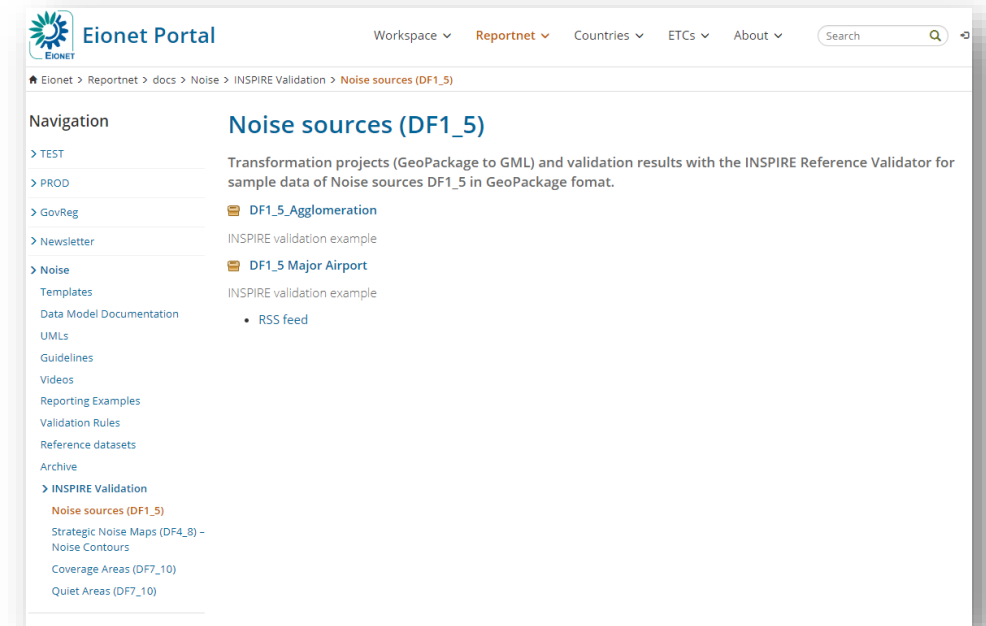 Eionet Portal
EIONET
Workspace
Reportnet
Countries
ETCs
About
Search
Eionet > Reportnet > docs > Noise > INSPIRE Validation > Noise sources (DF1_5)
Navigation
TEST
PROD
GovReg
Newsletter
Noise
Templates
Data Model Documentation
UMLs
Guidelines
Videos
Reporting Examples
Validation Rules
Reference datasets
Archive
INSPIRE Validation
Noise sources (DF1_5)
Strategic Noise Maps (DF4_8) –
Noise Contours
Coverage Areas (DF7_10)
Quiet Areas (DF7_10)
Noise sources (DF1_5)
Transformation projects (GeoPackage to GML) and validation results with the INSPIRE Reference Validator for
sample data of Noise sources DF1_5 in GeoPackage fomat.
DF1_5_Agglomeration
INSPIRE validation example
DF1_5 Major Airport
INSPIRE validation example
• RSS feed